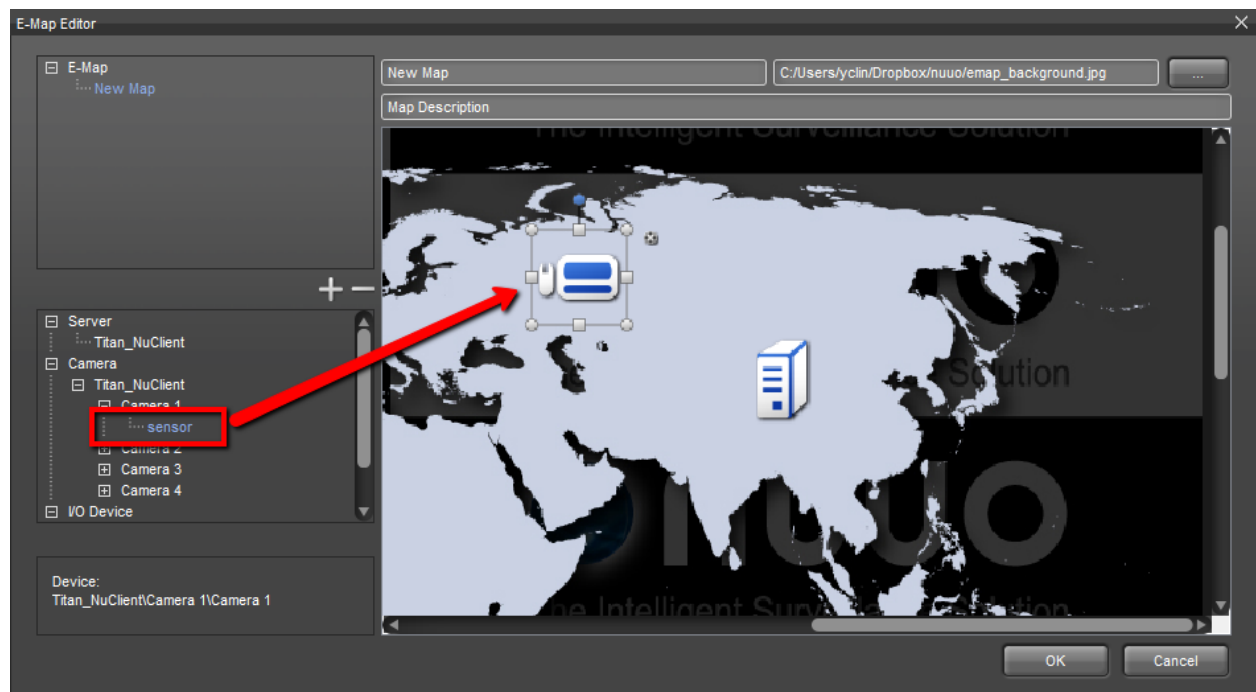 E-Map Editor
E-Map
New Map
New Map
C:/Users/yclin/Dropbox/nuuo/emap_background.jpg
...
Map Description
The Intelligent Surveillance Solution
Server
Titan_NuClient
Camera
Titan_NuClient
Camera 1
sensor
Camera 2
Camera 3
Camera 4
I/O Device
Solution
nuuo
The Intelligent Surveillance Solution
Device:
Titan_NuClient\Camera 1\Camera 1
OK
Cancel